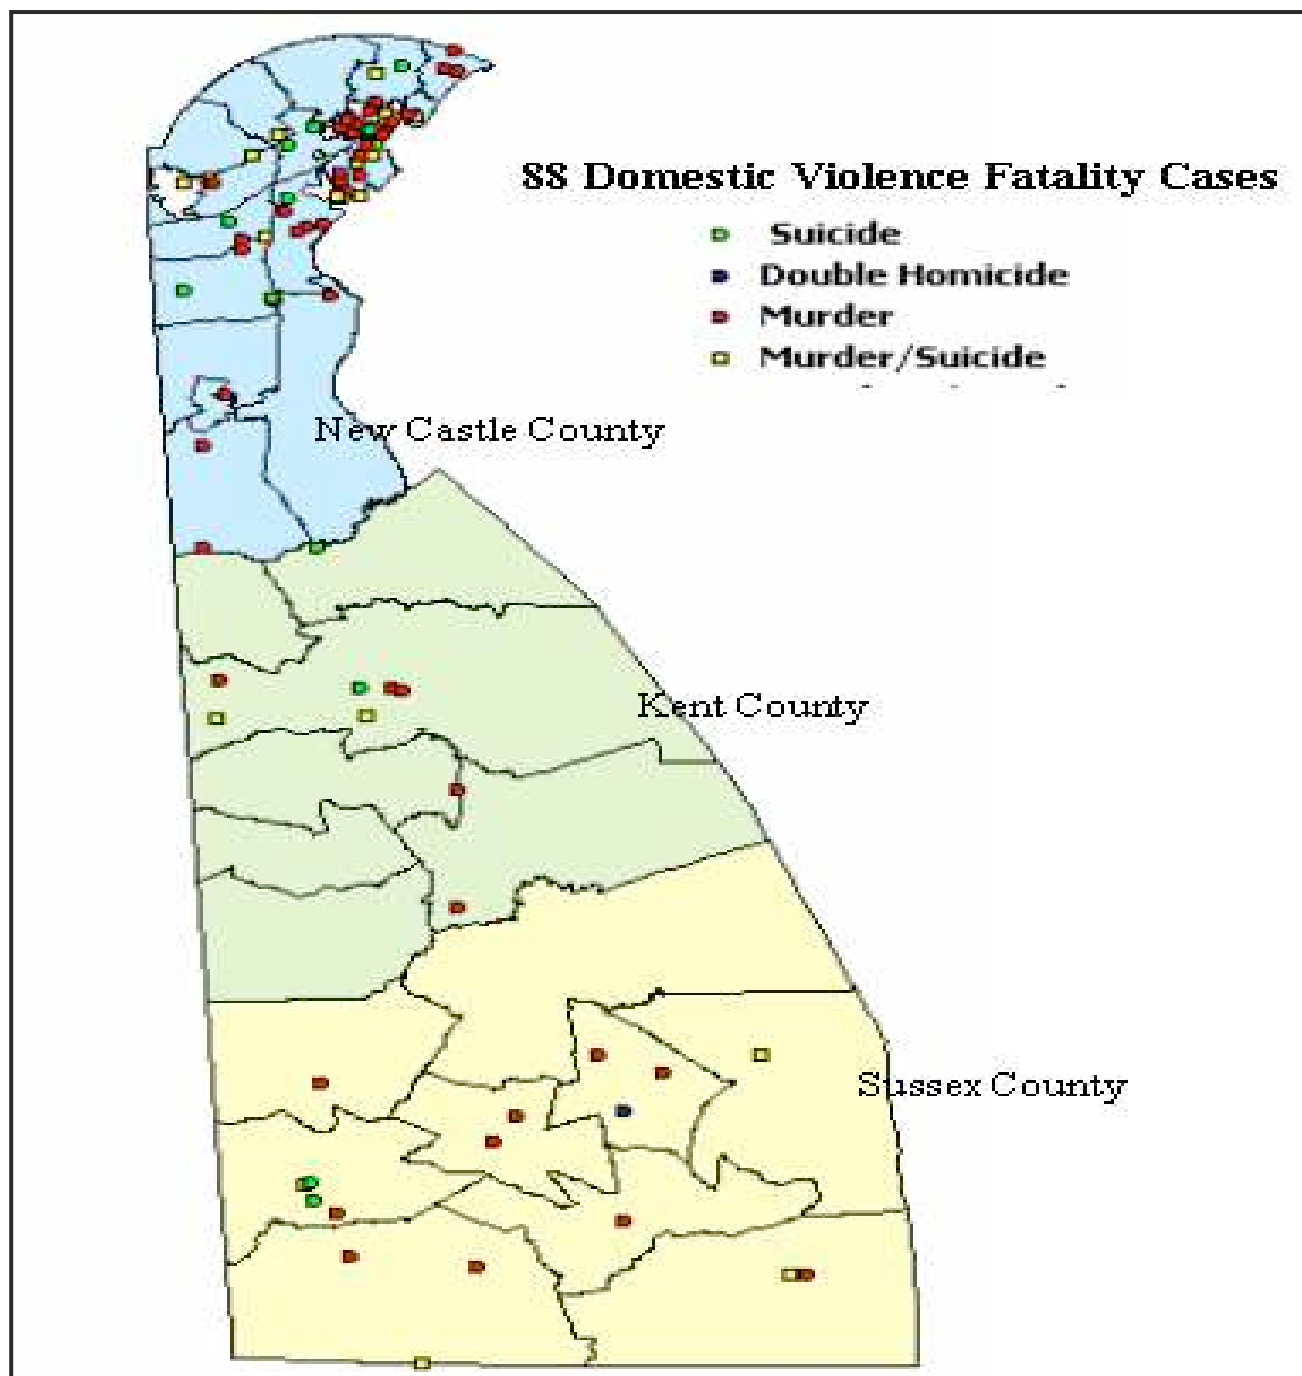 88 Domestic Violence Fatality Cases
Suicide
Double Homicide
Murder
Murder/Suicide
New Castle County
Kent County
Sussex County